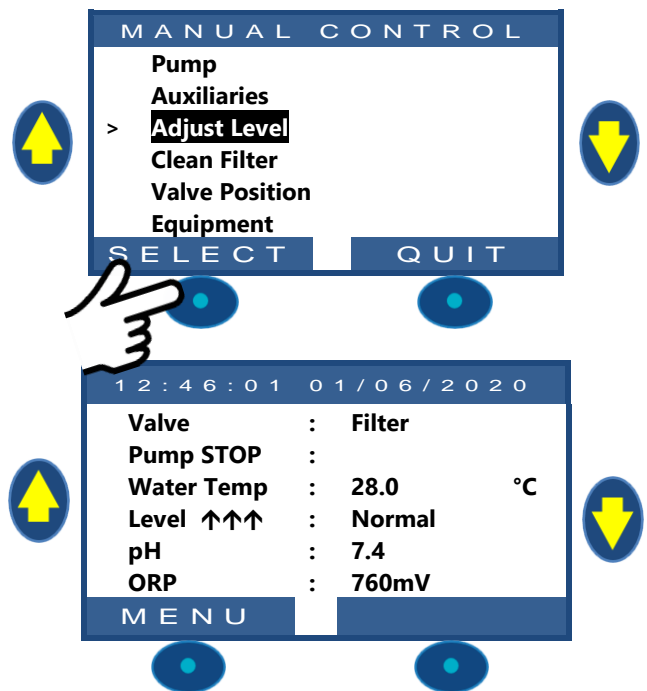 MANUAL CONTROL
Pump
Auxiliaries
> Adjust Level
Clean Filter
Valve Position
Equipment
SELECT QUIT
12:46:01 01/06/2020
Valve : Filter
Pump STOP :
Water Temp : 28.0 °C
Level ↑↑↑ : Normal
pH : 7.4
ORP : 760mV
MENU